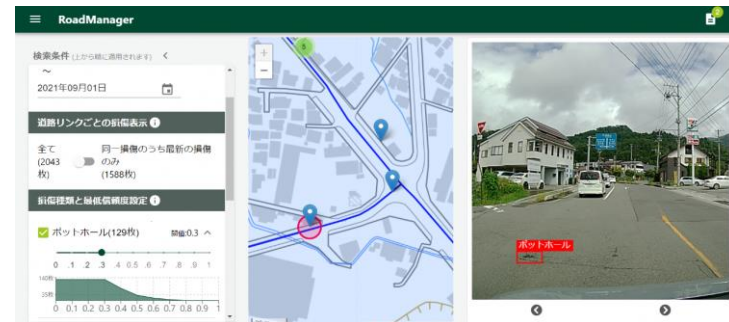 RoadManager
2
検索条件 (上から順に適用されます)
～
2021年09月01日
道路リンクごとの損傷表示
全て
(2043
枚)
同一損傷のうち最新の損傷
のみ
(1588枚)
損傷種類と最低信頼度設定
ポットホール(129枚)
閾値:0.3
0 .1 .2 .3 .4 0.5 .6 .7 .8 .9 1
140枚
0 0.1 0.2 0.3 0.4 0.5 0.6 0.7 0.8 0.9 1
+
−
ポットホール